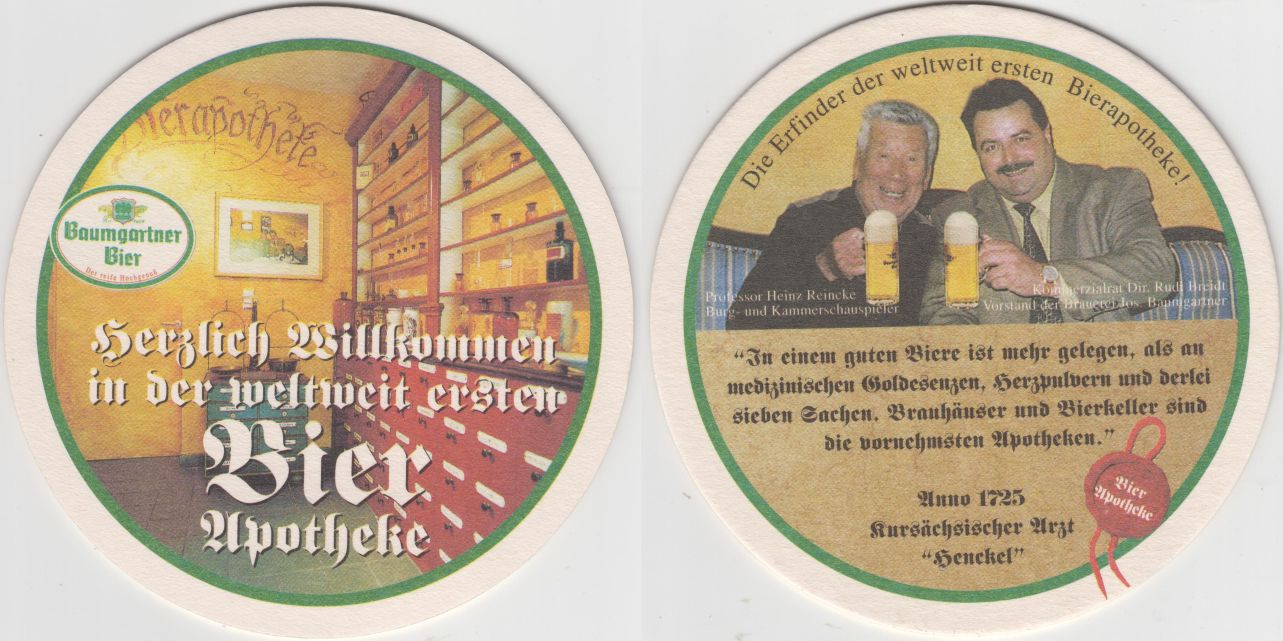 Bierapotheke
Baumgartner
Bier
Der reife Hochgenuß
Herzlich Willkommen
in der weltweit ersten
Bier
Apotheke
Die Erfinder der weltweit ersten Bierapotheke!
Professor Heinz Reincke
Burg- und Kammerschauspieler
Kommerzialrat Dir. Rudi Breidt
Vorstand der Brauerei Jos. Baumgartner
“In einem guten Biere ist mehr gelegen, als an
medizinischen Goldesenzen, Herzpulvern und derlei
sieben Sachen. Brauhäuser und Bierkeller sind
die vornehmsten Apotheken.”
Anno 1725
Kursächsischer Arzt
“Henckel”
Bier
Apotheke